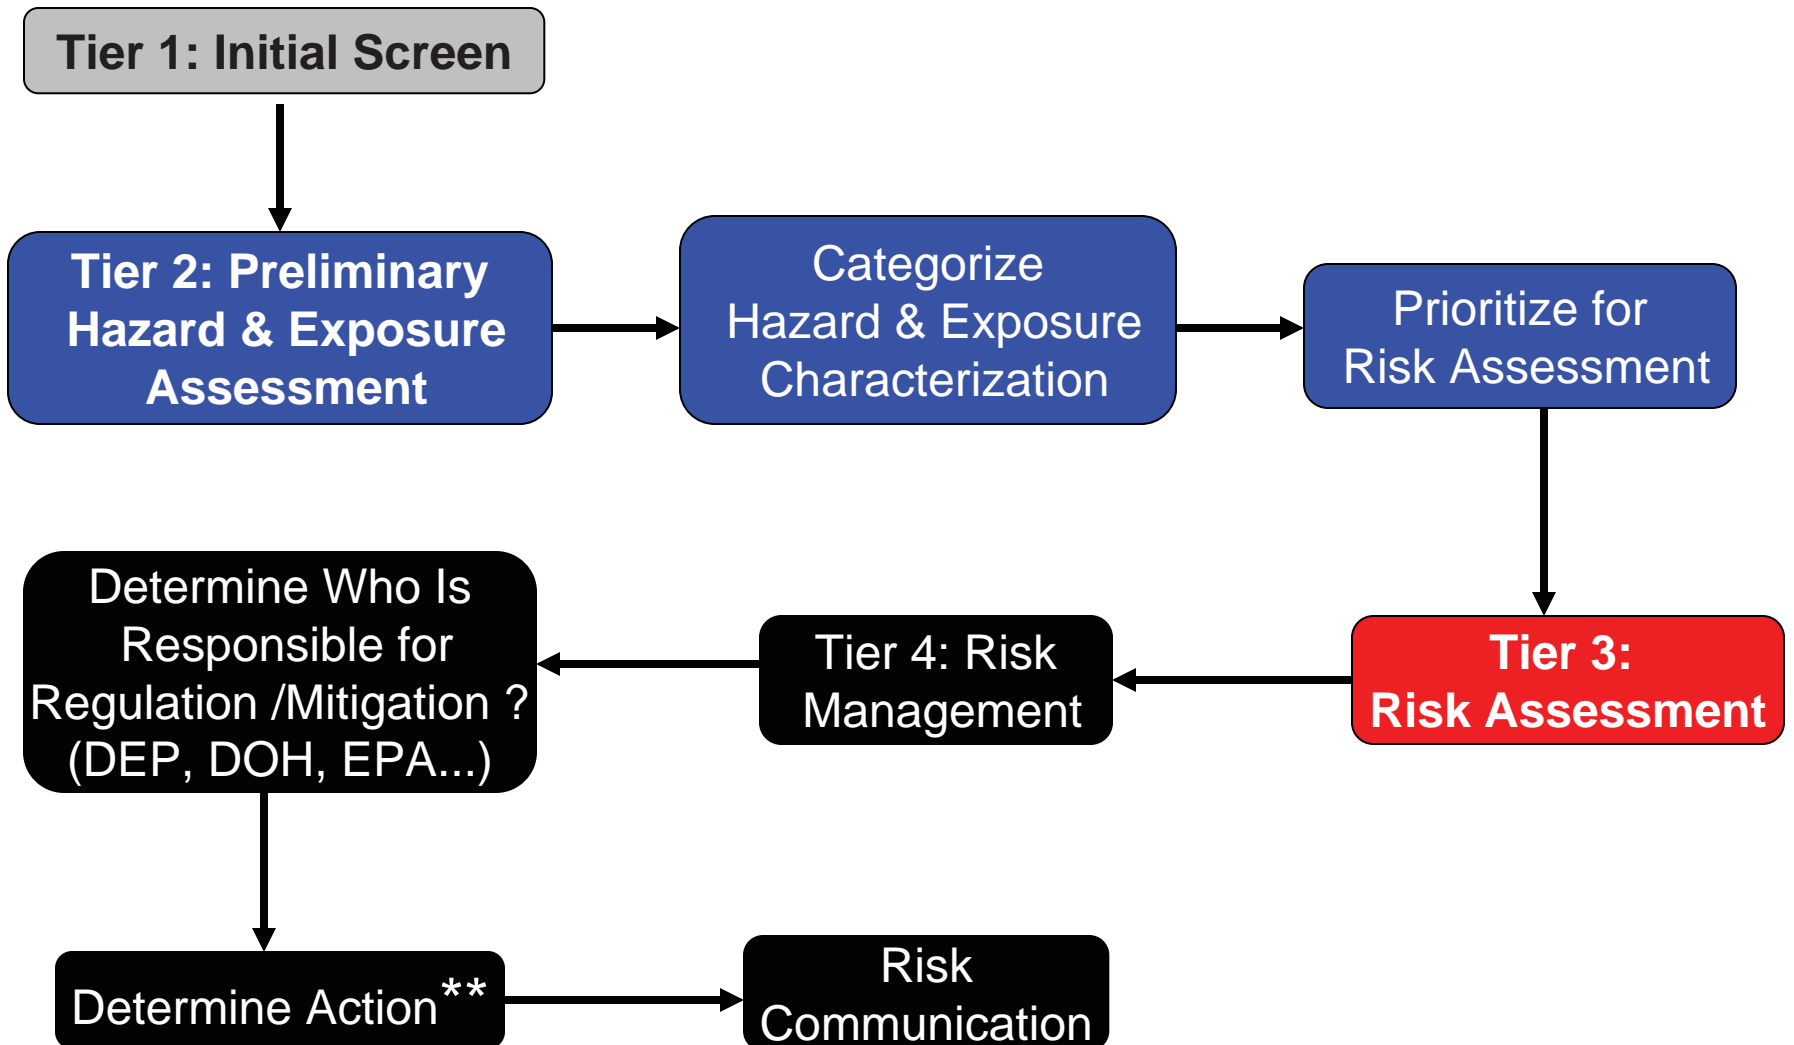 Tier 1: Initial Screen
Tier 2: Preliminary
Hazard & Exposure
Assessment
Categorize
Hazard & Exposure
Characterization
Prioritize for
Risk Assessment
Tier 3:
Risk Assessment
Tier 4: Risk
Management
Determine Who Is
Responsible for
Regulation /Mitigation ?
(DEP, DOH, EPA...)
Determine Action**
Risk
Communication